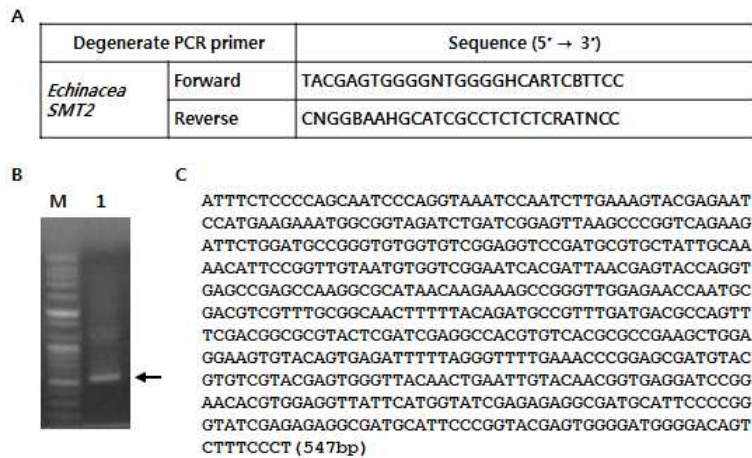 A
Degenerate PCR primer Sequence (5' → 3')
Echinacea SMT2 Forward TACGAGTGGGGNTGGGGHCARTCBTTCC
Reverse CNGGBAAHGCATCGCCTCTCTCRATNCC
B
M 1
C
ATTTCTCCCCAGCAATCCCAGGTAAATCCAATCTTGAAAGTACGAGAAT
CCATGAAGAAATGGCGGTAGATCTGATCGGAGTTAAGCCCGGTCAGAAG
ATTCTGGATGCCGGGTGTGGTGTCGGAGGTCCGATGCGTGCTATTGCAA
AACATTCCGGTTGTAATGTGGTCGGAATCACGATTAACGAGTACCAGGT
GAGCCGAGCCAAGGCGCATAACAAGAAAGCCGGGTTGGAGAACCAATGC
GACGTCGTTTGCGGCAACTTTTTACAGATGCCGTTTGATGACGCCAGTT
TCGACGGCGCGTACTCGATCGAGGCCACGTGTCACGCGCCGAAGCTGGA
GGAAGTGTACAGTGAGATTTTTAGGGTTTTGAAACCCGGAGCGATGTAC
GTGTCGTACGAGTGGGTTACAACTGAATTGTACAACGGTGAGGATCCGG
AACACGTGGAGGTTATTCATGGTATCGAGAGAGGCGATGCATTCCCCGG
GTATCGAGAGAGGCGATGCATTCCCGGTACGAGTGGGGATGGGGACAGT
CTTTCCCT(547bp)